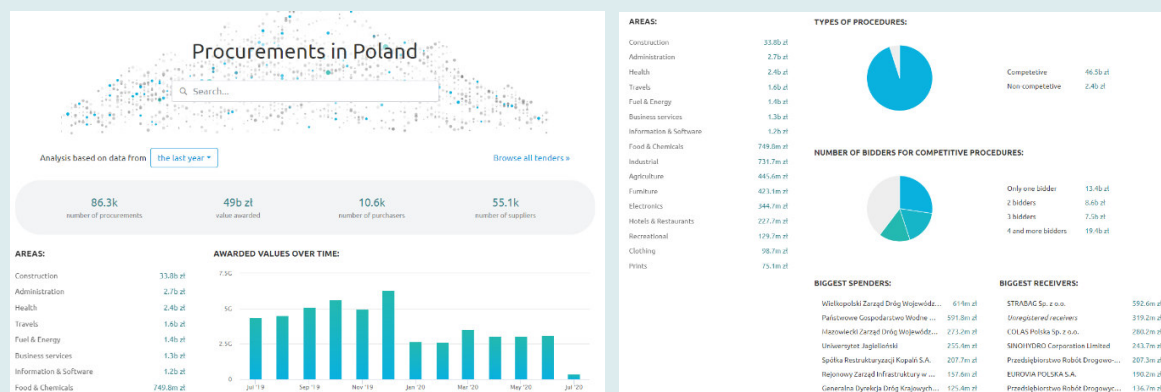 Procurements in Poland
Search...
Analysis based on data from the last year
Browse all tenders »
86.3k
number of procurements
49b zł
value awarded
10.6k
number of purchasers
55.1k
number of suppliers
AREAS:
Construction 33.8b zł
Administration 2.7b zł
Health 2.4b zł
Travels 1.6b zł
Fuel & Energy 1.4b zł
Business services 1.3b zł
Information & Software 1.2b zł
Food & Chemicals 749.8m zł
AWARDED VALUES OVER TIME:
7.5G
5G
2.5G
0
Jul '19 Sep '19 Nov '19 Jan '20 Mar '20 May '20 Jul '20
AREAS:
Construction 33.8b zł
Administration 2.7b zł
Health 2.4b zł
Travels 1.6b zł
Fuel & Energy 1.4b zł
Business services 1.3b zł
Information & Software 1.2b zł
Food & Chemicals 749.8m zł
Industrial 731.7m zł
Agriculture 445.6m zł
Furniture 423.1m zł
Electronics 344.7m zł
Hotels & Restaurants 227.7m zł
Recreational 129.7m zł
Clothing 98.7m zł
Prints 75.1m zł
TYPES OF PROCEDURES:
Competetive 46.5b zł
Non competetive 2.4b zł
NUMBER OF BIDDERS FOR COMPETITIVE PROCEDURES:
Only one bidder 13.4b zł
2 bidders 8.6b zł
3 bidders 7.5b zł
4 and more bidders 19.4b zł
BIGGEST SPENDERS:
Wielkopolski Zarząd Dróg Wojewódz... 614m zł
Państwowe Gospodarstwo Wodne ... 591.8m zł
Mazowiecki Zarząd Dróg Wojewódz... 273.2m zł
Uniwersytet Jagielloński 255.4m zł
Spółka Restrukturyzacji Kopalń S.A. 207.7m zł
Rejonowy Zarząd Infrastruktury w ... 157.6m zł
Generalna Dyrekcja Dróg Krajowych... 125.4m zł
BIGGEST RECEIVERS:
STRABAG Sp. z o.o. 592.6m zł
Unregistered receivers 319.2m zł
COLAS Polska Sp. z o.o. 280.2m zł
SINOHYDRO Corporation Limited 243.7m zł
Przedsiębiorstwo Robót Drogowo-... 207.3m zł
EUROVIA POLSKA S.A. 190.2m zł
Przedsiębiorstwo Robót Drogowyc... 136.7m zł